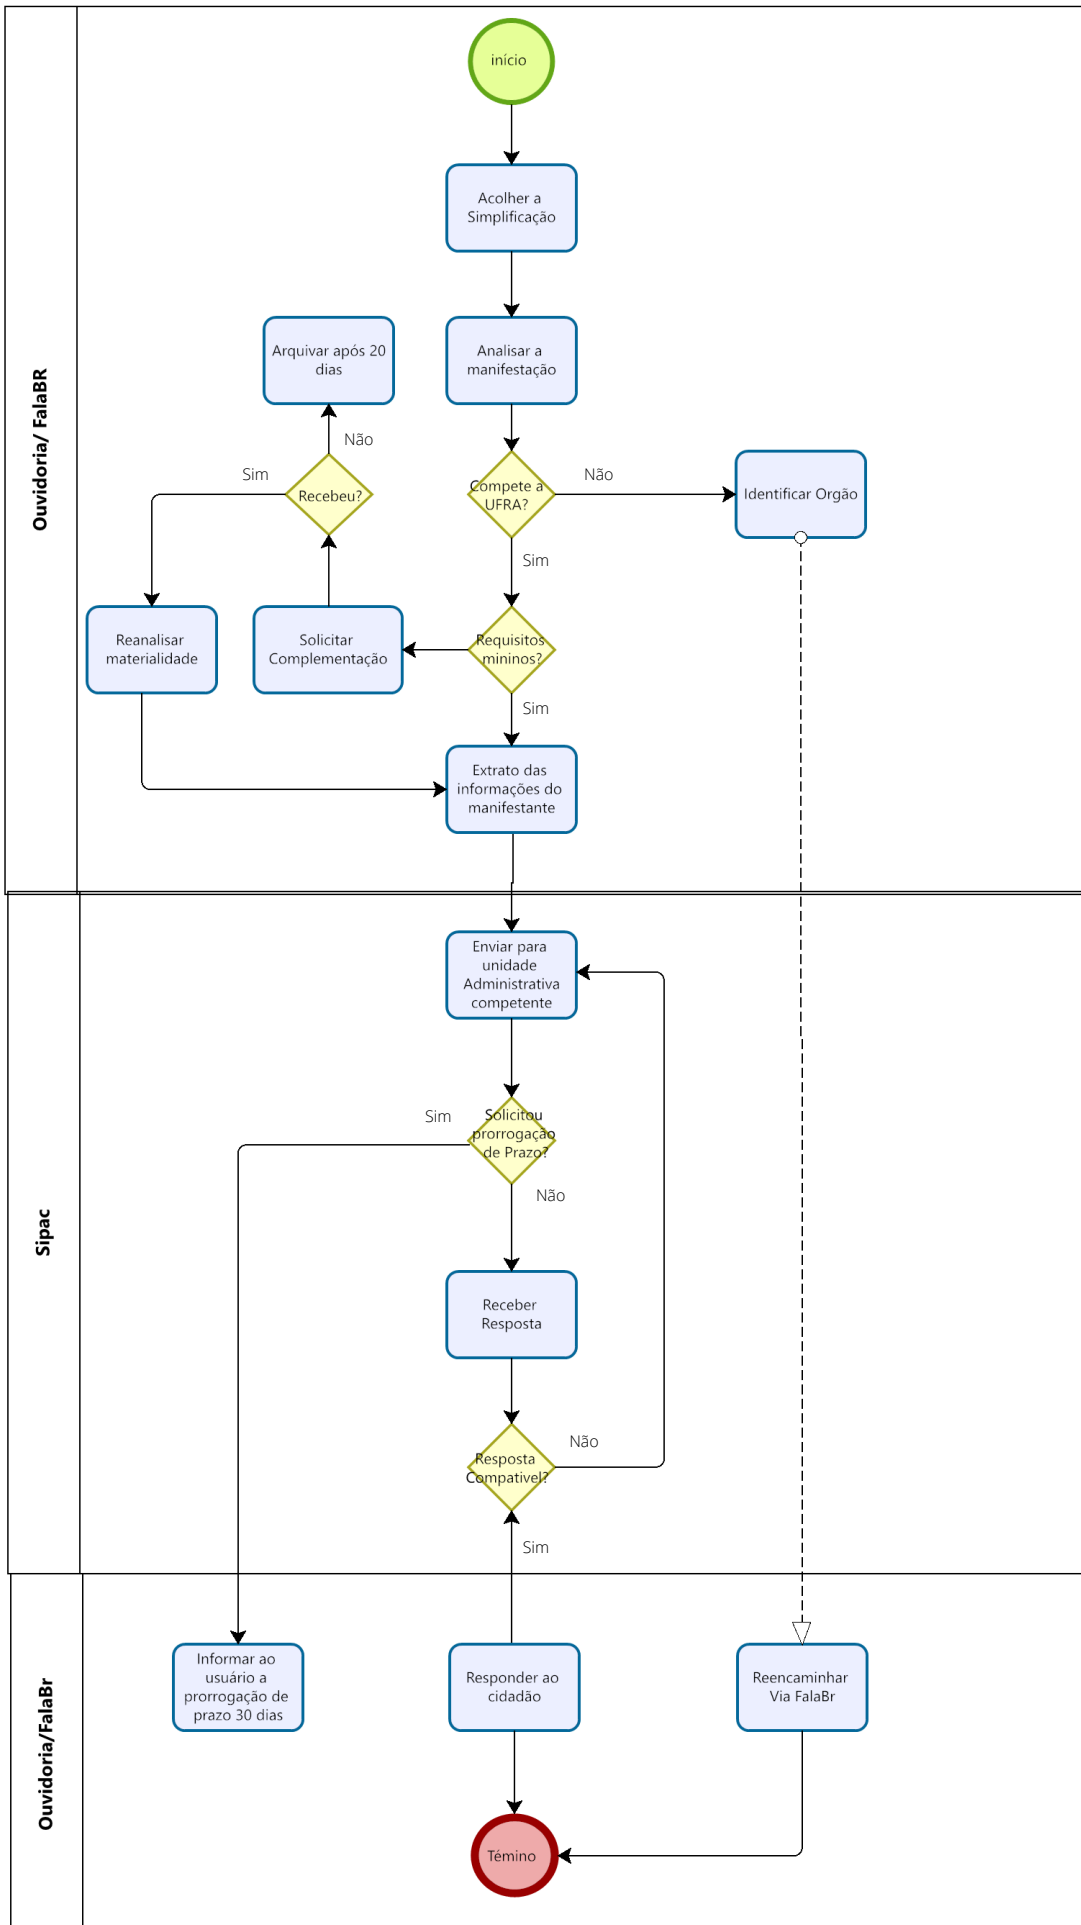 Ouvidoria/ FalaBR
início
Acolher a
Simplificação
Analisar a
manifestação
Arquivar após 20
dias
Não
Sim
Recebeu?
Compete a
UFRA?
Não
Identificar Orgão
Sim
Reanalisar
materialidade
Solicitar
Complementação
Requisitos
mininos?
Sim
Extrato das
informações do
manifestante
Sipac
Enviar para
unidade
Administrativa
competente
Sim
Solicitou
prorrogação
de Prazo?
Não
Receber
Resposta
Resposta
Compativel?
Não
Sim
Ouvidoria/FalaBr
Informar ao
usuário a
prorrogação de
prazo 30 dias
Responder ao
cidadão
Reencaminhar
Via FalaBr
Témino